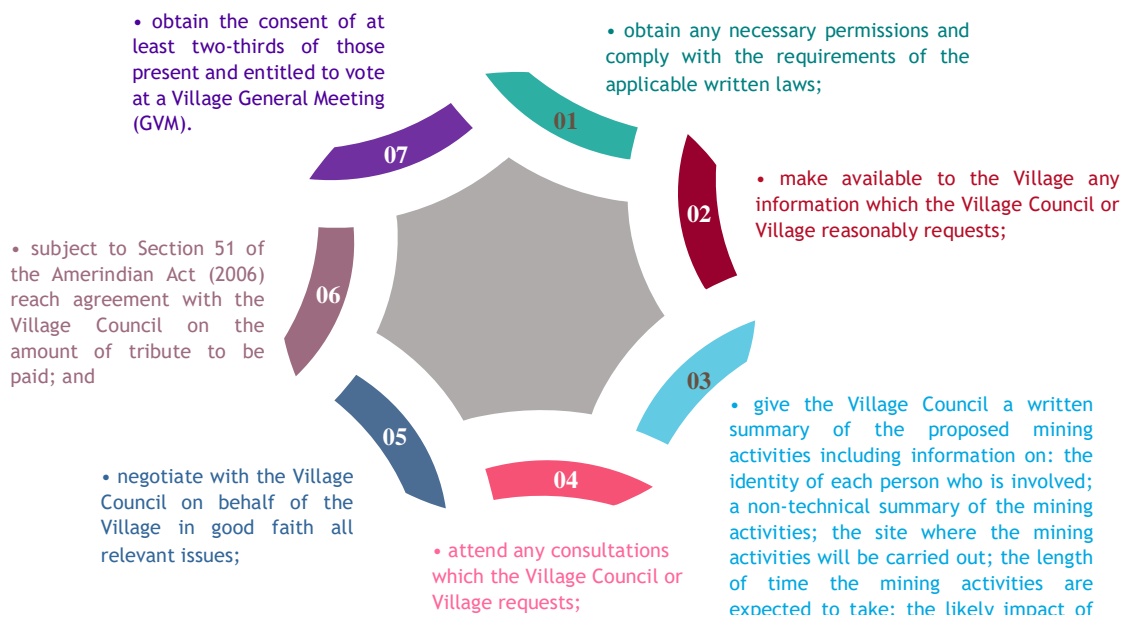 • obtain any necessary permissions and
comply with the requirements of the
applicable written laws;
01
• make available to the Village any
information which the Village Council or
Village reasonably requests;
02
03
• give the Village Council a written
summary of the proposed mining
activities including information on: the
identity of each person who is involved;
a non-technical summary of the mining
activities; the site where the mining
activities will be carried out; the length
of time the mining activities are
expected to take; the likely impact of
04
• attend any consultations
which the Village Council or
Village requests;
05
• negotiate with the Village
Council on behalf of the
Village in good faith all
relevant issues;
06
• subject to Section 51 of
the Amerindian Act (2006)
reach agreement with the
Village Council on the
amount of tribute to be
paid; and
07
• obtain the consent of at
least two-thirds of those
present and entitled to vote
at a Village General Meeting
(GVM).